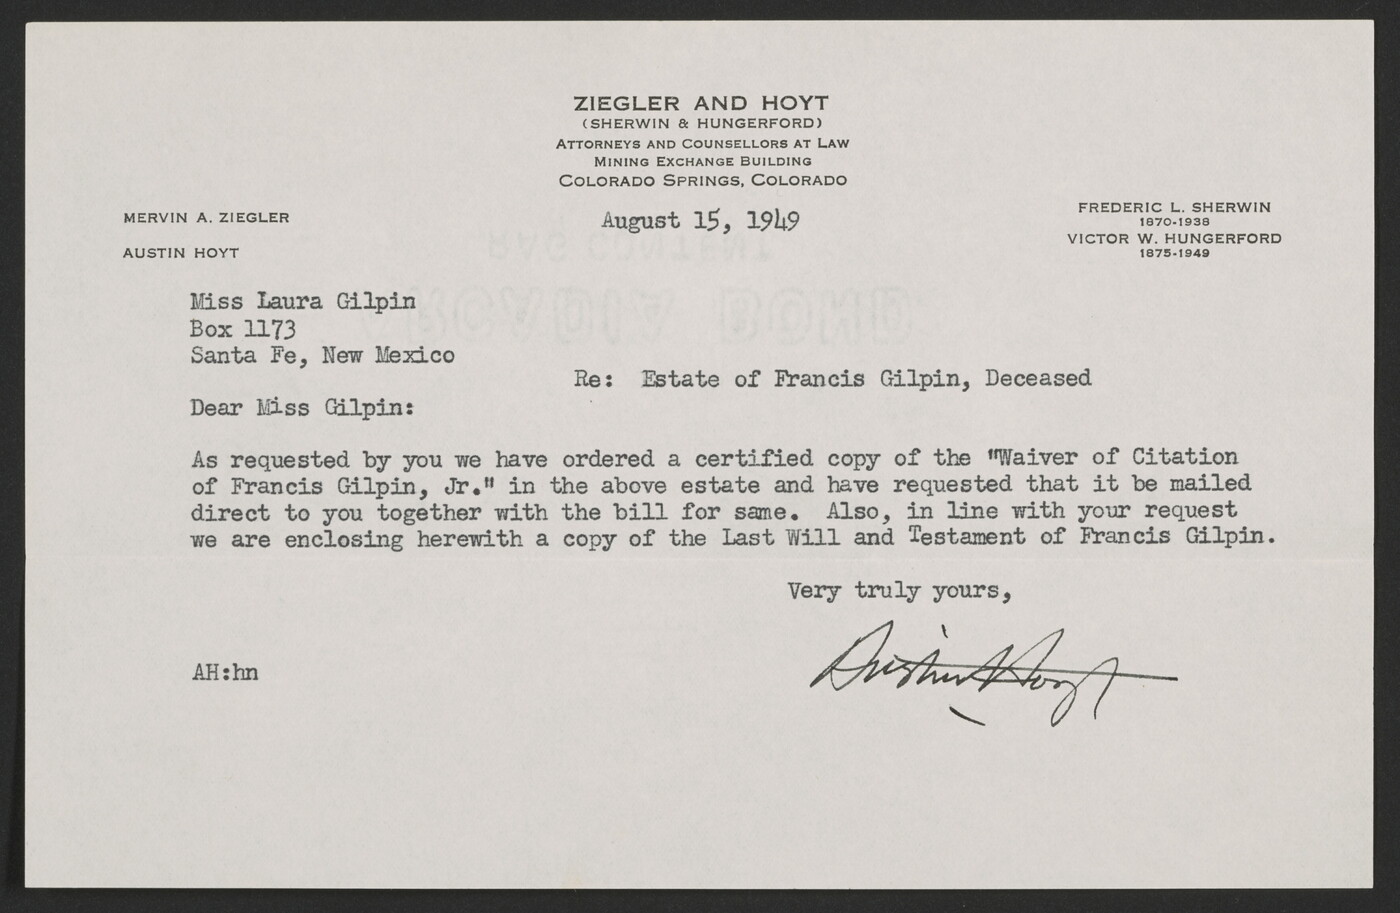 ZIEGLER AND HOYT
(SHERWIN & HUNGERFORD)
ATTORNEYS AND COUNSELLORS AT LAW
MINING EXCHANGE BUILDING
COLORADO SPRINGS, COLORADO
MERVIN A. ZIEGLER
AUSTIN HOYT
August 15, 1949
FREDERIC L. SHERWIN
1870-1938
VICTOR W. HUNGERFORD
1875-1949
RAG CONTENT
ARCADIA BOND
Miss Laura Gilpin
Box 1173
Santa Fe, New Mexico
Re: Estate of Francis Gilpin, Deceased
Dear Miss Gilpin:
As requested by you we have ordered a certified copy of the "Waiver of Citation
of Francis Gilpin, Jr." in the above estate and have requested that it be mailed
direct to you together with the bill for same. Also, in line with your request
we are enclosing herewith a copy of the Last Will and Testament of Francis Gilpin.
Very truly yours,
Austin Hoyt
AH:hn